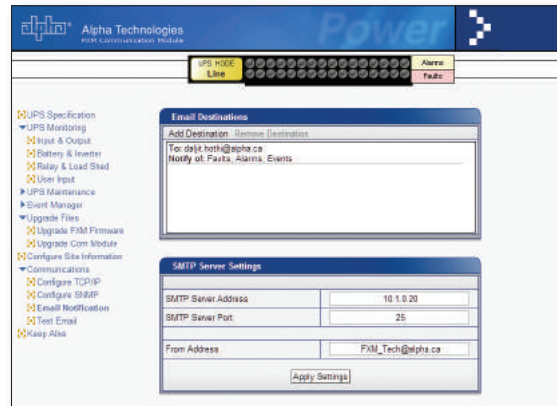 alpha® Alpha Technologies
FXM Communication Module
Power
UPS MODE
Line
Alarms
Faults
UPS Specification
UPS Monitoring
Input & Output
Battery & Inverter
Relay & Load Shed
User Input
UPS Maintenance
Event Manager
Upgrade Files
Upgrade FXM Firmware
Upgrade Com Module
Configure Site Information
Communications
Configure TCP/IP
Configure SNMP
Email Notification
Test Email
Keep Alive
Email Destinations
Add Destination Remove Destination
To: daljit.hothi@alpha.ca
Notify of: Faults, Alarms, Events
SMTP Server Settings
SMTP Server Address 10.1.0.20
SMTP Server Port 25
From Address FXM_Tech@alpha.ca
Apply Settings